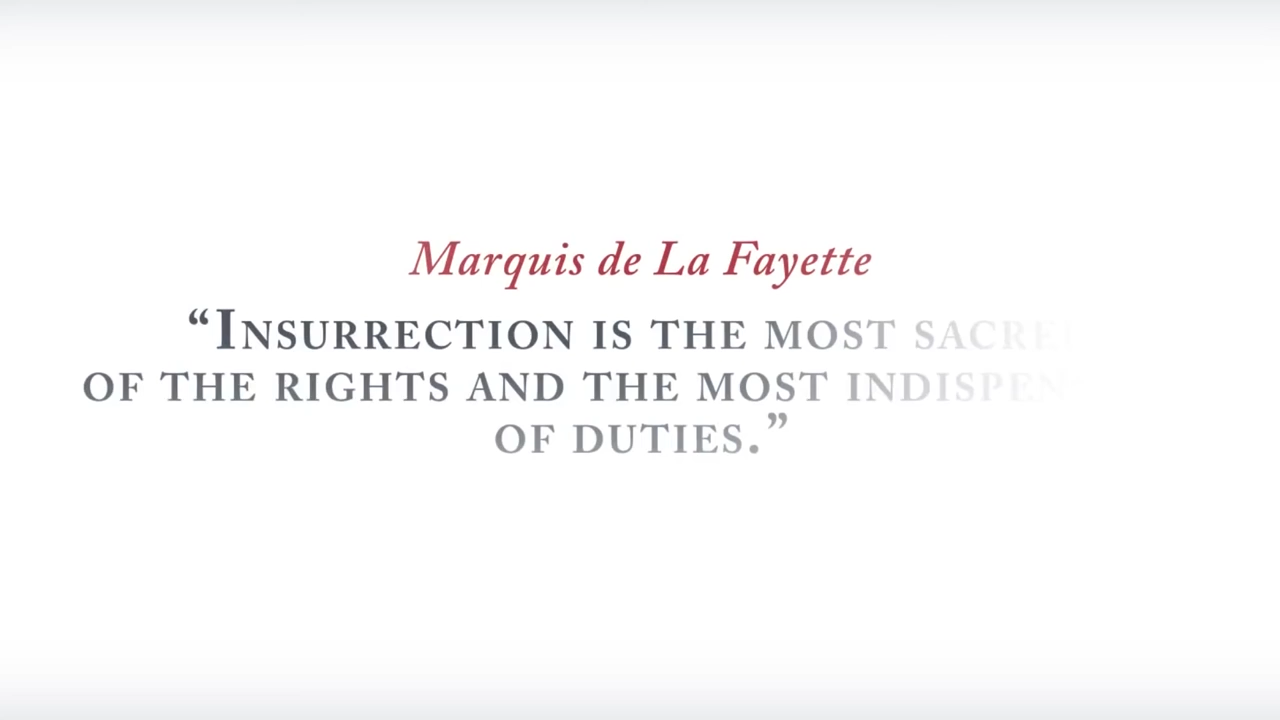 Marquis de La Fayette
“INSURRECTION IS THE MOST
OF THE RIGHTS AND THE MOST
OF DUTIES.”